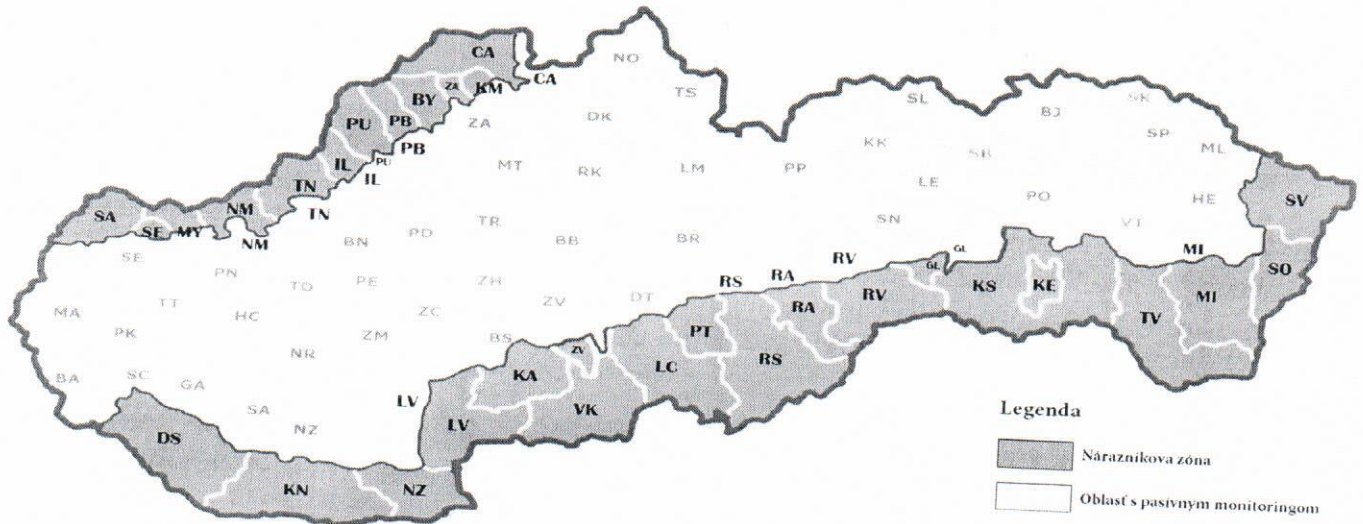 NO
CA
CA
TS
SL
SK
BJ
ZA
KM
BY
DK
ZA
PU
PB
SP
PB
KK
ML
SB
IL
PU
MT
RK
LM
PP
LE
IL
TN
PO
HE
SV
TN
SA
NM
SN
VT
SE
MY
NM
TR
PD
BB
BR
BN
SE
MI
GL
RV
PN
RA
RS
GL
SO
KS
KE
MI
TO
PE
ZH
TT
ZV
DT
RV
MA
HC
ZC
RA
TV
PK
ZM
BS
PT
NR
ZV
LC
RS
KA
BA
SC
GA
LV
VK
SA
LV
NZ
DS
KN
NZ
Legenda
Nárazníkova zóna
Oblasť s pasívnym monitoringom